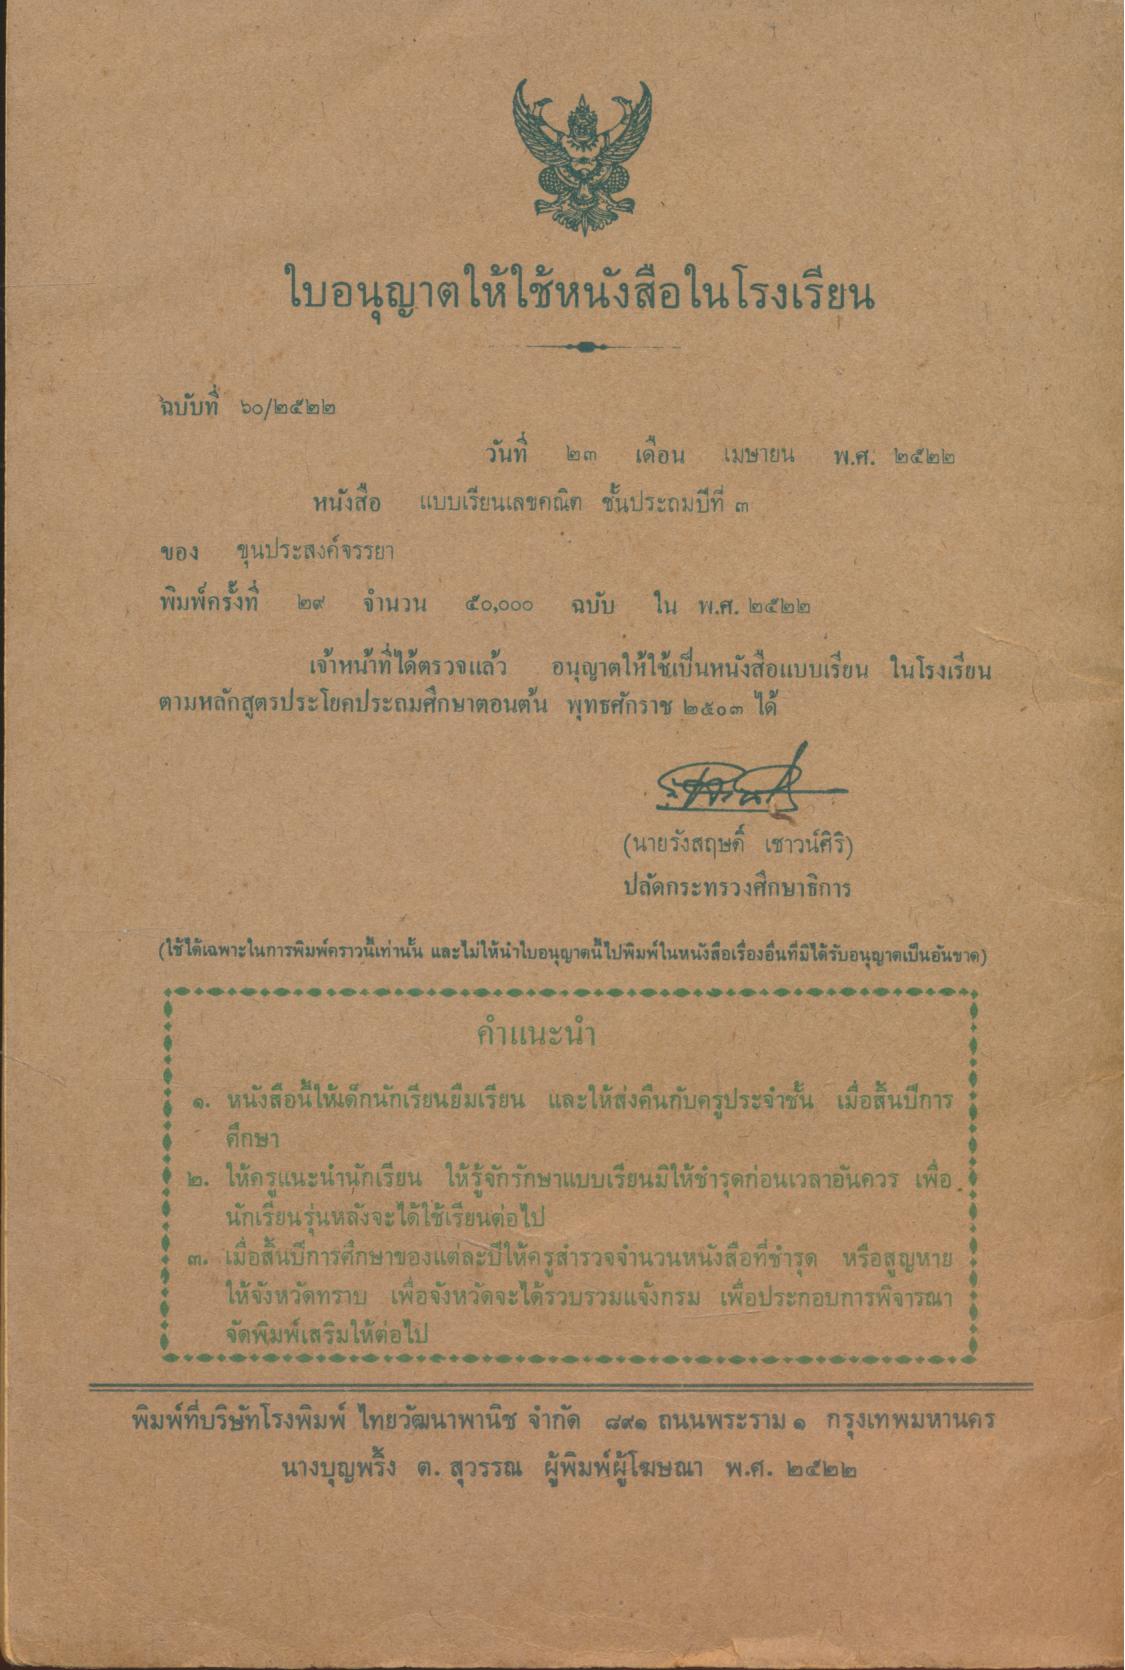 ใบอนุญาตให้ใช้หนังสือในโรงเรียน
ฉบับที่ ๖๐/๒๕๒๒
วันที่ ๒๓ เดือน เมษายน พ.ศ. ๒๕๒๒
หนังสือ แบบเรียนเลขคณิต ชั้นประถมปีที่ ๓
ของ ขุนประสงค์จรรยา
พิมพ์ครั้งที่ ๒๙ จำนวน ๕๐,๐๐๐ ฉบับ ใน พ.ศ. ๒๕๒๒
เจ้าหน้าที่ได้ตรวจแล้ว อนุญาตให้ใช้เป็นหนังสือแบบเรียน ในโรงเรียน
ตามหลักสูตรประโยคประถมศึกษาตอนต้น พุทธศักราช ๒๕๐๓ ได้
(นายรังสฤษดิ์ เชาวน์ศิริ)
ปลัดกระทรวงศึกษาธิการ
(ใช้ได้เฉพาะในการพิมพ์คราวนี้เท่านั้น และไม่ให้นำใบอนุญาตนี้ไปพิมพ์ในหนังสือเรื่องอื่นที่มิได้รับอนุญาตเป็นอันขาด)
คำแนะนำ
๑. หนังสือนี้ให้เด็กนักเรียนยืมเรียน และให้ส่งคืนกับครูประจำชั้น เมื่อสิ้นปีการ
ศึกษา
๒. ให้ครูแนะนำนักเรียน ให้รู้จักรักษาแบบเรียนมิให้ชำรุดก่อนเวลาอันควร เพื่อ
นักเรียนรุ่นหลังจะได้ใช้เรียนต่อไป
๓. เมื่อสิ้นปีการศึกษาของแต่ละปีให้ครูสำรวจจำนวนหนังสือที่ชำรุด หรือสูญหาย
ให้จังหวัดทราบ เพื่อจังหวัดจะได้รวบรวมแจ้งกรม เพื่อประกอบการพิจารณา
จัดพิมพ์เสริมให้ต่อไป
พิมพ์ที่บริษัทโรงพิมพ์ ไทยวัฒนาพานิช จำกัด ๘๙๑ ถนนพระราม ๑ กรุงเทพมหานคร
นางบุญพริ้ง ต. สุวรรณ ผู้พิมพ์ผู้โฆษณา พ.ศ. ๒๕๒๒